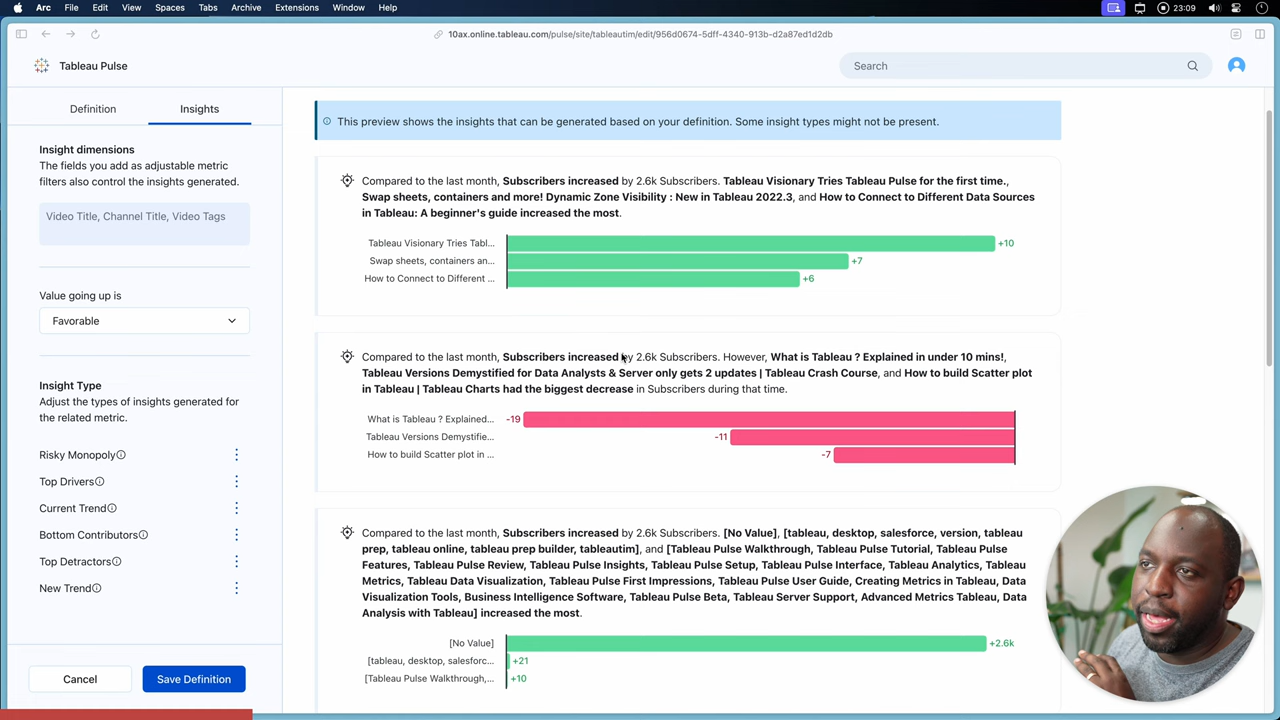 Arc File Edit View Spaces Tabs Archive Extensions Window Help 23:09
10ax.online.tableau.com/pulse/site/tableautim/edit/956d0674-5dff-4340-913b-d2a87ed1d2db
Tableau Pulse
Search
Definition Insights
Insight dimensions
The fields you add as adjustable metric
filters also control the insights generated.
Video Title, Channel Title, Video Tags
Value going up is
Favorable
Insight Type
Adjust the types of insights generated for
the related metric.
Risky Monopoly
Top Drivers
Current Trend
Bottom Contributors
Top Detractors
New Trend
Cancel Save Definition
This preview shows the insights that can be generated based on your definition. Some insight types might not be present.
Compared to the last month, Subscribers increased by 2.6k Subscribers. Tableau Visionary Tries Tableau Pulse for the first time.,
Swap sheets, containers and more! Dynamic Zone Visibility : New in Tableau 2022.3, and How to Connect to Different Data Sources
in Tableau: A beginner's guide increased the most.
Tableau Visionary Tries Tabl... +10
Swap sheets, containers an... +7
How to Connect to Different ... +6
Compared to the last month, Subscribers increased by 2.6k Subscribers. However, What is Tableau ? Explained in under 10 mins!,
Tableau Versions Demystified for Data Analysts & Server only gets 2 updates | Tableau Crash Course, and How to build Scatter plot
in Tableau | Tableau Charts had the biggest decrease in Subscribers during that time.
What is Tableau ? Explained... -19
Tableau Versions Demystifie... -11
How to build Scatter plot in ... -7
Compared to the last month, Subscribers increased by 2.6k Subscribers. [No Value], [tableau, desktop, salesforce, version, tableau
prep, tableau online, tableau prep builder, tableautim], and [Tableau Pulse Walkthrough, Tableau Pulse Tutorial, Tableau Pulse
Features, Tableau Pulse Review, Tableau Pulse Insights, Tableau Pulse Setup, Tableau Pulse Interface, Tableau Analytics, Tableau
Metrics, Tableau Data Visualization, Tableau Pulse First Impressions, Tableau Pulse User Guide, Creating Metrics in Tableau, Data
Visualization Tools, Business Intelligence Software, Tableau Pulse Beta, Tableau Server Support, Advanced Metrics Tableau, Data
Analysis with Tableau] increased the most.
[No Value] +2.6k
[tableau, desktop, salesforc... +21
[Tableau Pulse Walkthrough,... +10